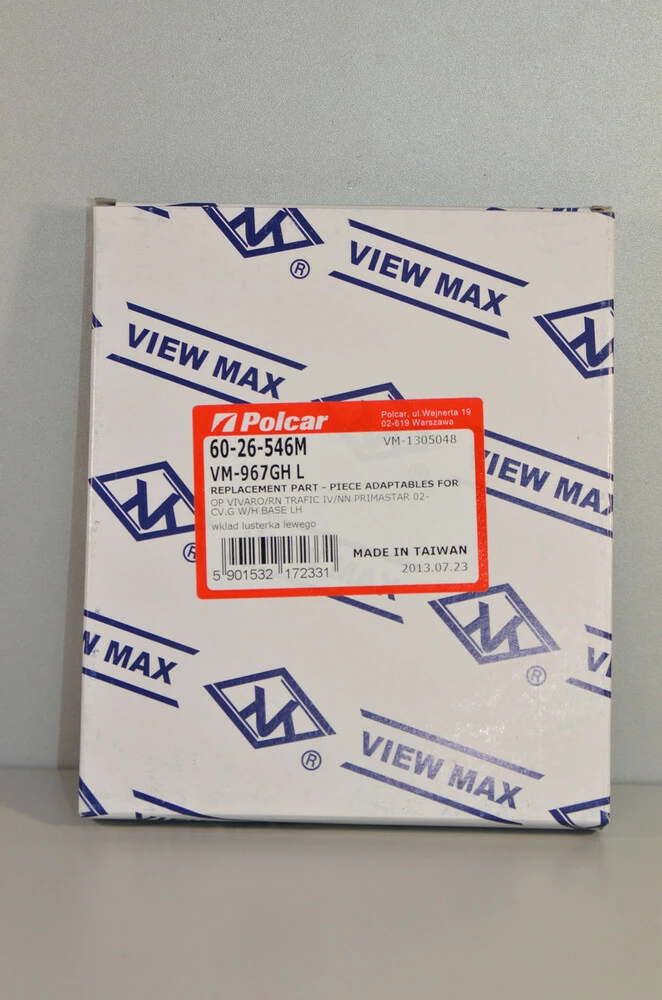 ®
VIEW MAX
VIEW MAX
Polcar
Polcar, ul.Wejnerta 19
02-619 Warszawa
60-26-546M
VM-1305048
VM-967GH L
REPLACEMENT PART - PIECE ADAPTABLES FOR
OP VIVARO/RN TRAFIC IV/NN PRIMASTAR 02-
CV.G W/H BASE LH
wklad lusterka lewego
MADE IN TAIWAN
2013.07.23
5 901532 172331
VIEW MAX
MAX
®
®
VIEW MAX